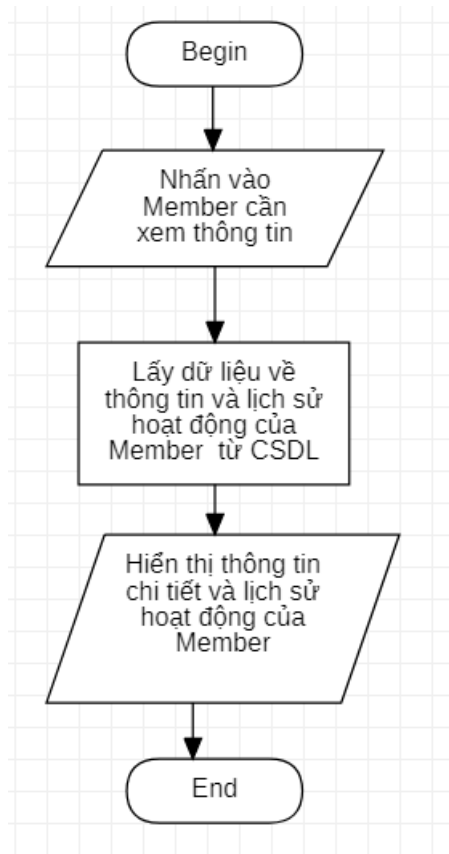 Begin
Nhấn vào
Member cần
xem thông tin
Lấy dữ liệu về
thông tin và lịch sử
hoạt động của
Member từ CSDL
Hiển thị thông tin
chi tiết và lịch sử
hoạt động của
Member
End